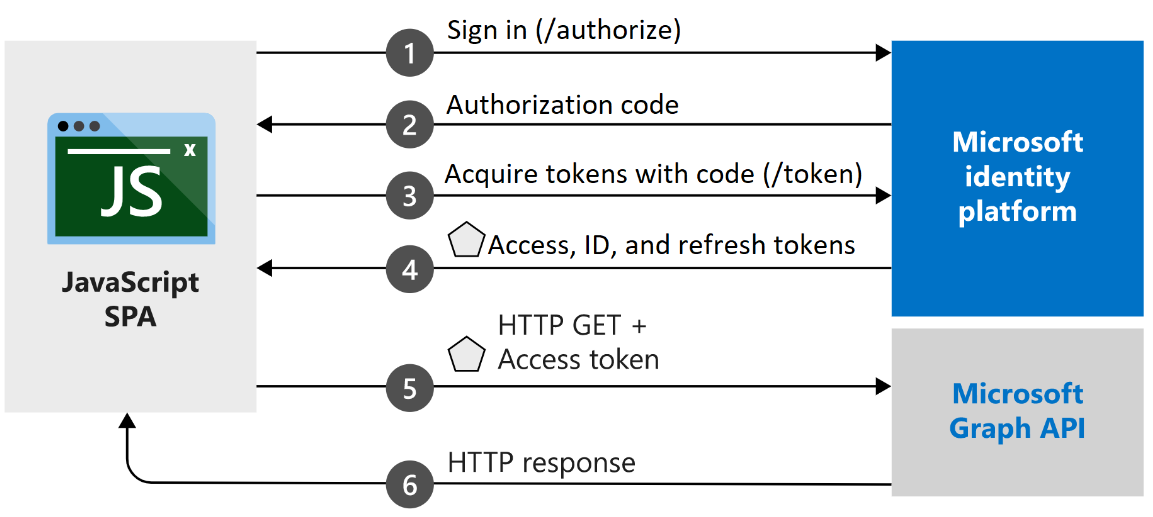 Sign in (/authorize)
1
Authorization code
2
Acquire tokens with code (/token)
3
Access, ID, and refresh tokens
4
HTTP GET +
Access token
5
HTTP response
6
x
JS
JavaScript
SPA
Microsoft
identity
platform
Microsoft
Graph API